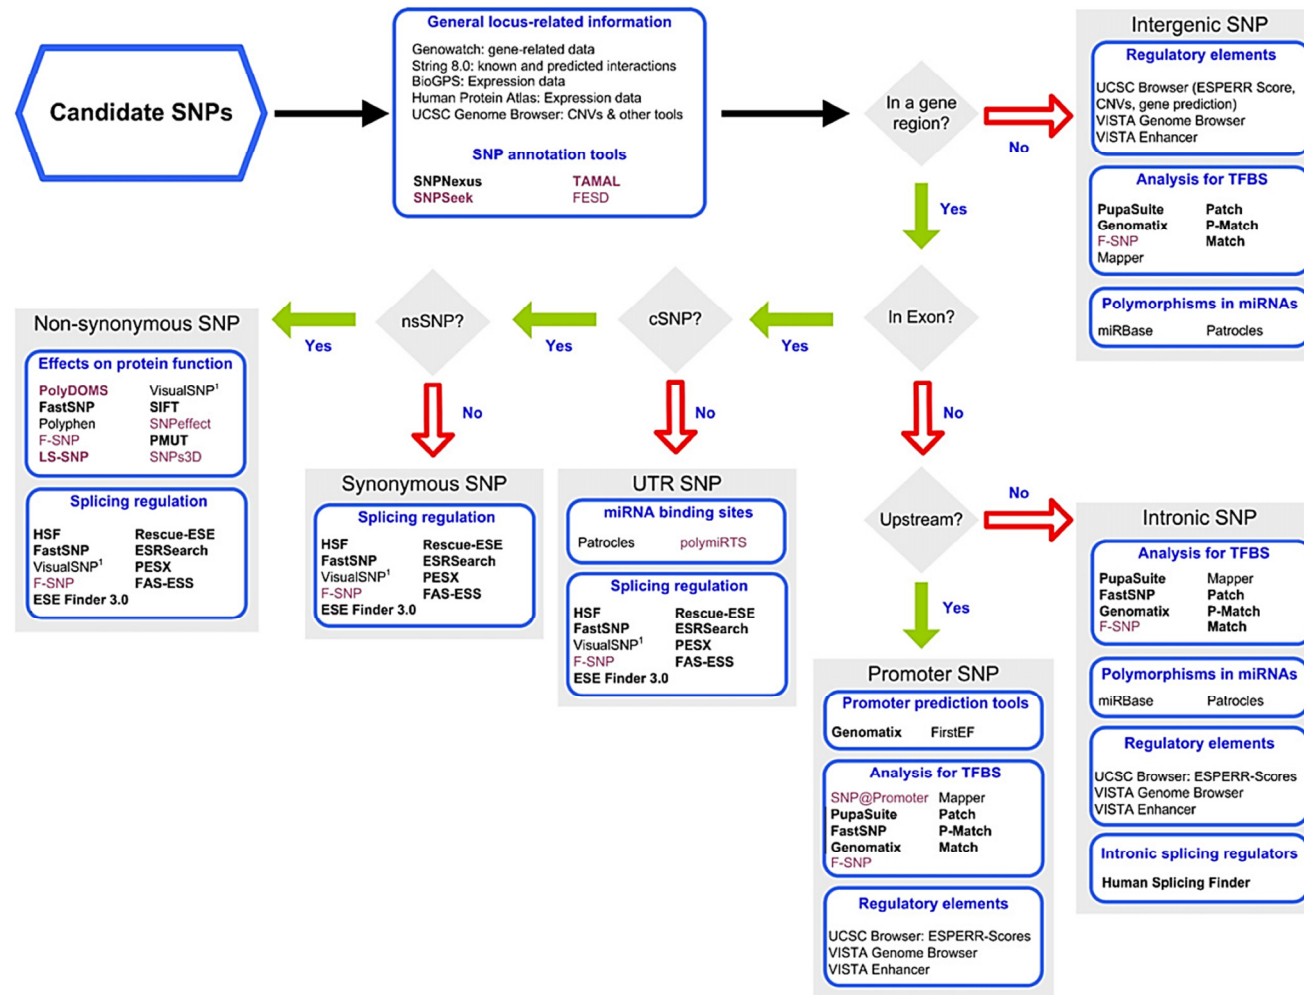 Candidate SNPs
General locus-related information
Genowatch: gene-related data
String 8.0: known and predicted interactions
BioGPS: Expression data
Human Protein Atlas: Expression data
UCSC Genome Browser: CNVs & other tools
SNP annotation tools
SNPNexus TAMAL
SNPSeek FESD
In a gene
region?
No
Yes
Intergenic SNP
Regulatory elements
UCSC Browser (ESPERR Score,
CNVs, gene prediction)
VISTA Genome Browser
VISTA Enhancer
Analysis for TFBS
PupaSuite Patch
Genomatix P-Match
F-SNP Match
Mapper
Polymorphisms in miRNAs
miRBase Patrocles
In Exon?
Yes
No
cSNP?
Yes
No
nsSNP?
Yes
No
Non-synonymous SNP
Effects on protein function
PolyDOMS VisualSNP¹
FastSNP SIFT
Polyphen SNPeffect
F-SNP PMUT
LS-SNP SNPs3D
Splicing regulation
HSF Rescue-ESE
FastSNP ESRSearch
VisualSNP¹ PESX
F-SNP FAS-ESS
ESE Finder 3.0
Synonymous SNP
Splicing regulation
HSF Rescue-ESE
FastSNP ESRSearch
VisualSNP¹ PESX
F-SNP FAS-ESS
ESE Finder 3.0
UTR SNP
miRNA binding sites
Patrocles polymiRTS
Splicing regulation
HSF Rescue-ESE
FastSNP ESRSearch
VisualSNP¹ PESX
F-SNP FAS-ESS
ESE Finder 3.0
Upstream?
No
Yes
Promoter SNP
Promoter prediction tools
Genomatix FirstEF
Analysis for TFBS
SNP@Promoter Mapper
PupaSuite Patch
FastSNP P-Match
Genomatix Match
F-SNP
Regulatory elements
UCSC Browser: ESPERR-Scores
VISTA Genome Browser
VISTA Enhancer
Intronic SNP
Analysis for TFBS
PupaSuite Mapper
FastSNP Patch
Genomatix P-Match
F-SNP Match
Polymorphisms in miRNAs
miRBase Patrocles
Regulatory elements
UCSC Browser: ESPERR-Scores
VISTA Genome Browser
VISTA Enhancer
Intronic splicing regulators
Human Splicing Finder